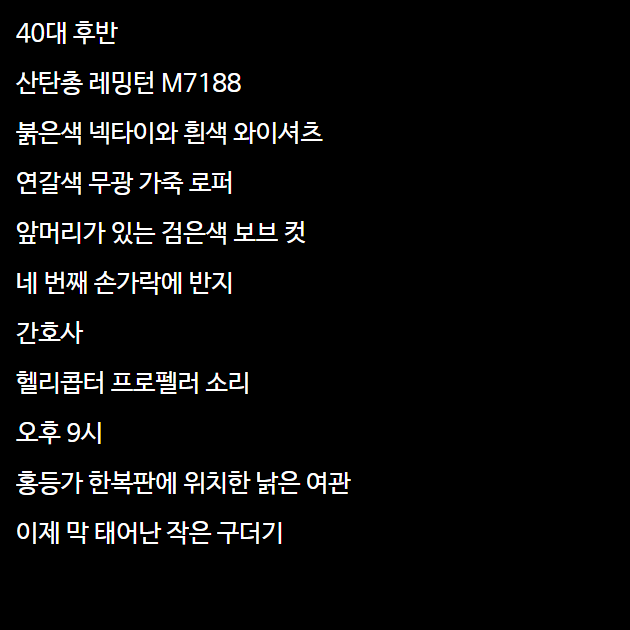 40대 후반
산탄총 레밍턴 M7188
붉은색 넥타이와 흰색 와이셔츠
연갈색 무광 가죽 로퍼
앞머리가 있는 검은색 보브 컷
네 번째 손가락에 반지
간호사
헬리콥터 프로펠러 소리
오후 9시
홍등가 한복판에 위치한 낡은 여관
이제 막 태어난 작은 구더기